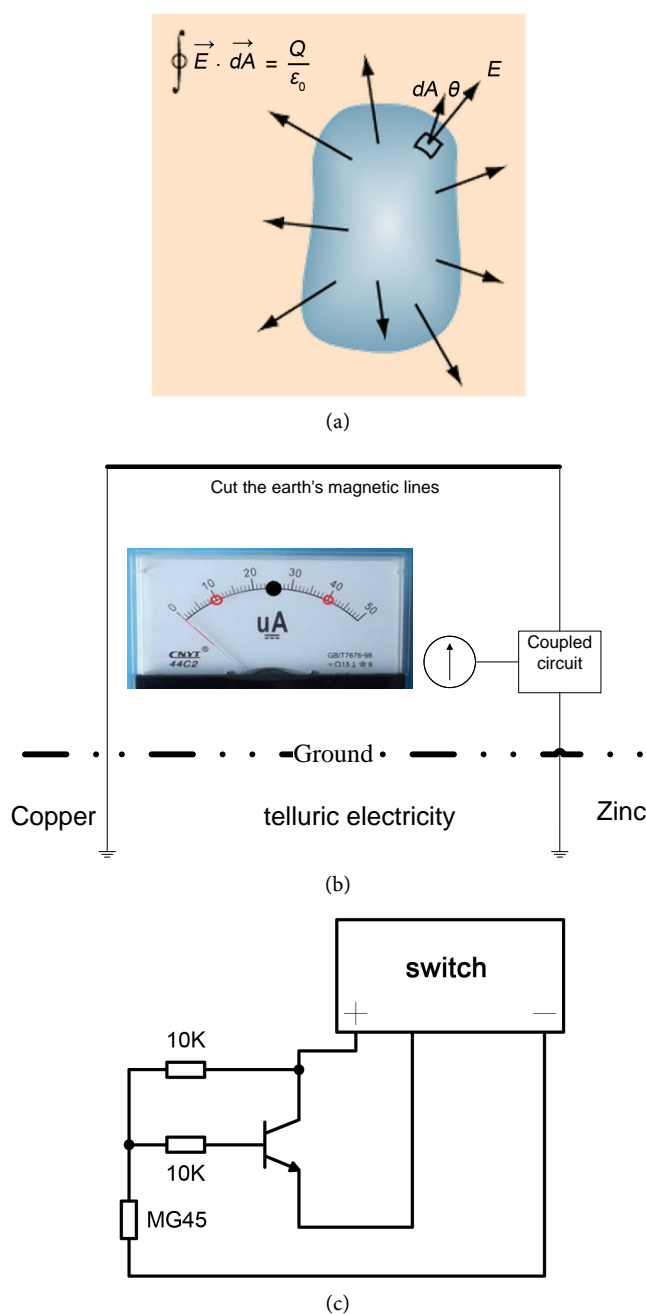 ∮ E⃗ · dA⃗ = Q/ε₀
dA θ E
(a)
Cut the earth's magnetic lines
0 10 20 30 40 50
uA
CNYT®
44C2
GB/T7676-98
Coupled
circuit
Ground
Copper telluric electricity Zinc
(b)
switch
+ −
10K
10K
MG45
(c)